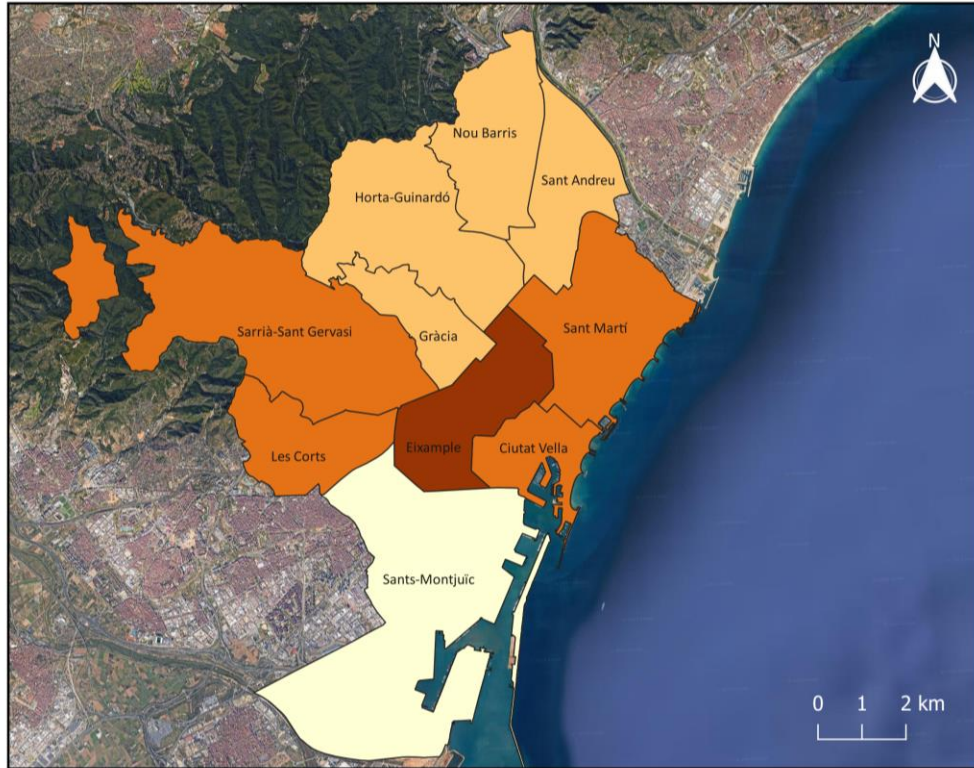 N
Nou Barris
Sant Andreu
Horta-Guinardó
Sarrià-Sant Gervasi
Gràcia
Sant Martí
Les Corts
Eixample
Ciutat Vella
Sants-Montjuïc
0 1 2 km